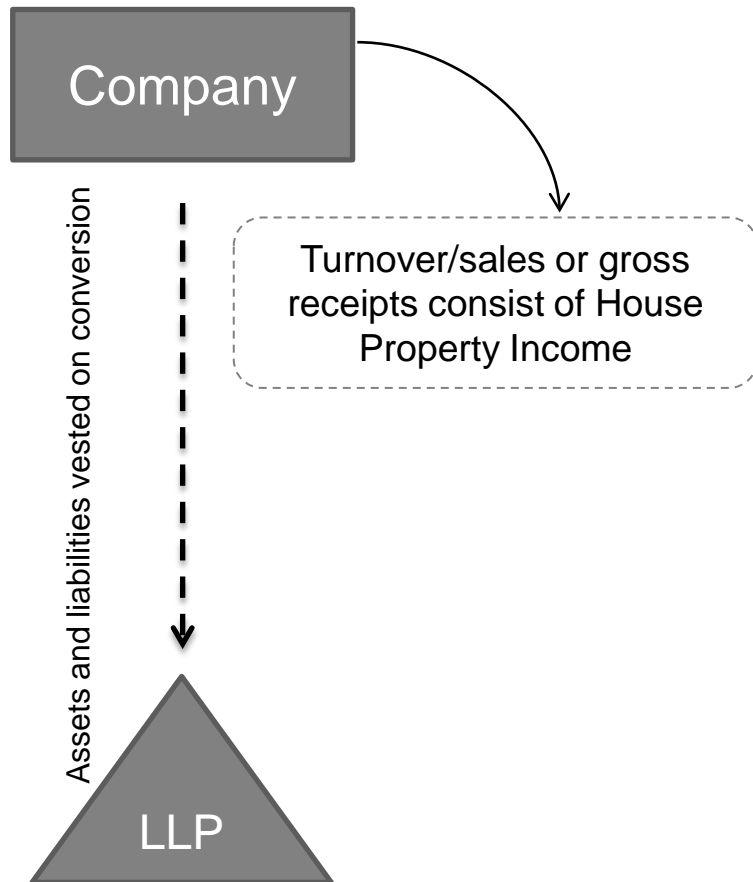 Company
Turnover/sales or gross
receipts consist of House
Property Income
Assets and liabilities vested on conversion
LLP